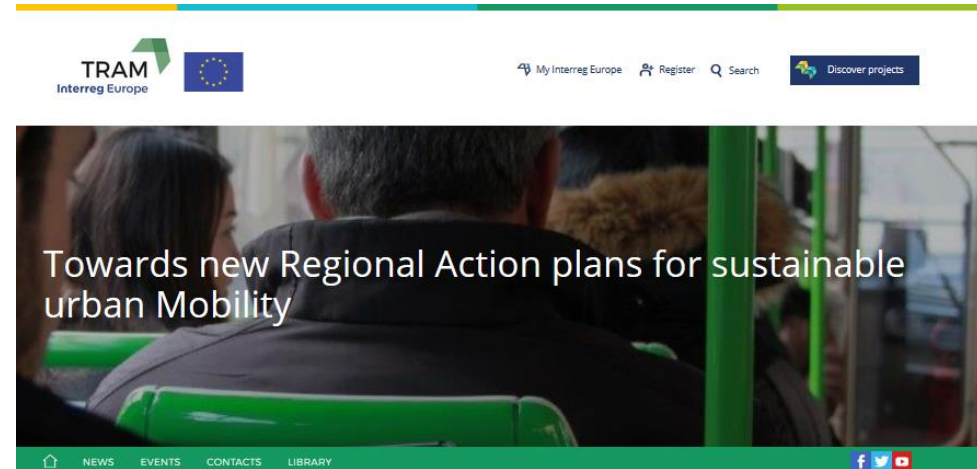 TRAM
Interreg Europe
My Interreg Europe
Register
Search
Discover projects
Towards new Regional Action plans for sustainable
urban Mobility
NEWS
EVENTS
CONTACTS
LIBRARY